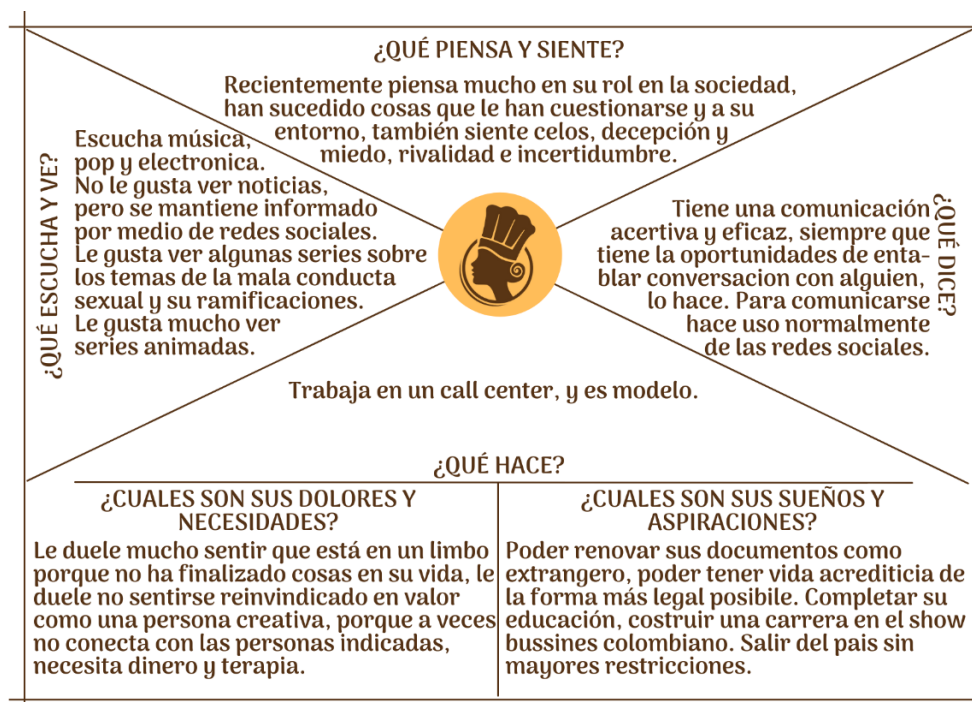 ¿QUÉ PIENSA Y SIENTE?
Recientemente piensa mucho en su rol en la sociedad,
han sucedido cosas que le han cuestionarse y a su
entorno, también siente celos, decepción y
miedo, rivalidad e incertidumbre.
¿QUÉ ESCUCHA Y VE?
Escucha música,
pop y electronica.
No le gusta ver noticias,
pero se mantiene informado
por medio de redes sociales.
Le gusta ver algunas series sobre
los temas de la mala conducta
sexual y su ramificaciones.
Le gusta mucho ver
series animadas.
¿QUÉ DICE?
Tiene una comunicación
acertiva y eficaz, siempre que
tiene la oportunidades de enta-
blar conversacion con alguien,
lo hace. Para comunicarse
hace uso normalmente
de las redes sociales.
Trabaja en un call center, y es modelo.
¿QUÉ HACE?
¿CUALES SON SUS DOLORES Y
NECESIDADES?
Le duele mucho sentir que está en un limbo
porque no ha finalizado cosas en su vida, le
duele no sentirse reinvindicado en valor
como una persona creativa, porque a veces
no conecta con las personas indicadas,
necesita dinero y terapia.
¿CUALES SON SUS SUEÑOS Y
ASPIRACIONES?
Poder renovar sus documentos como
extrangero, poder tener vida acrediticia de
la forma más legal posibile. Completar su
educación, costruir una carrera en el show
bussines colombiano. Salir del pais sin
mayores restricciones.